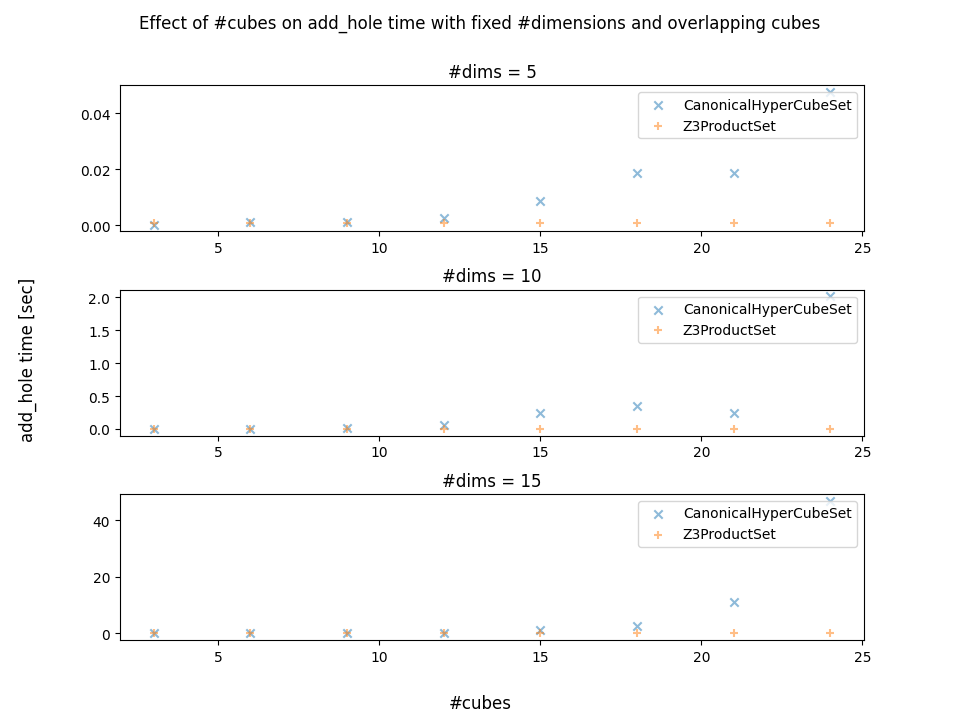 Effect of #cubes on add_hole time with fixed #dimensions and overlapping cubes
#dims = 5
CanonicalHyperCubeSet
Z3ProductSet
0.04
0.02
0.00
5 10 15 20 25
#dims = 10
CanonicalHyperCubeSet
Z3ProductSet
2.0
1.5
1.0
0.5
0.0
5 10 15 20 25
add_hole time [sec]
#dims = 15
CanonicalHyperCubeSet
Z3ProductSet
40
20
0
5 10 15 20 25
#cubes